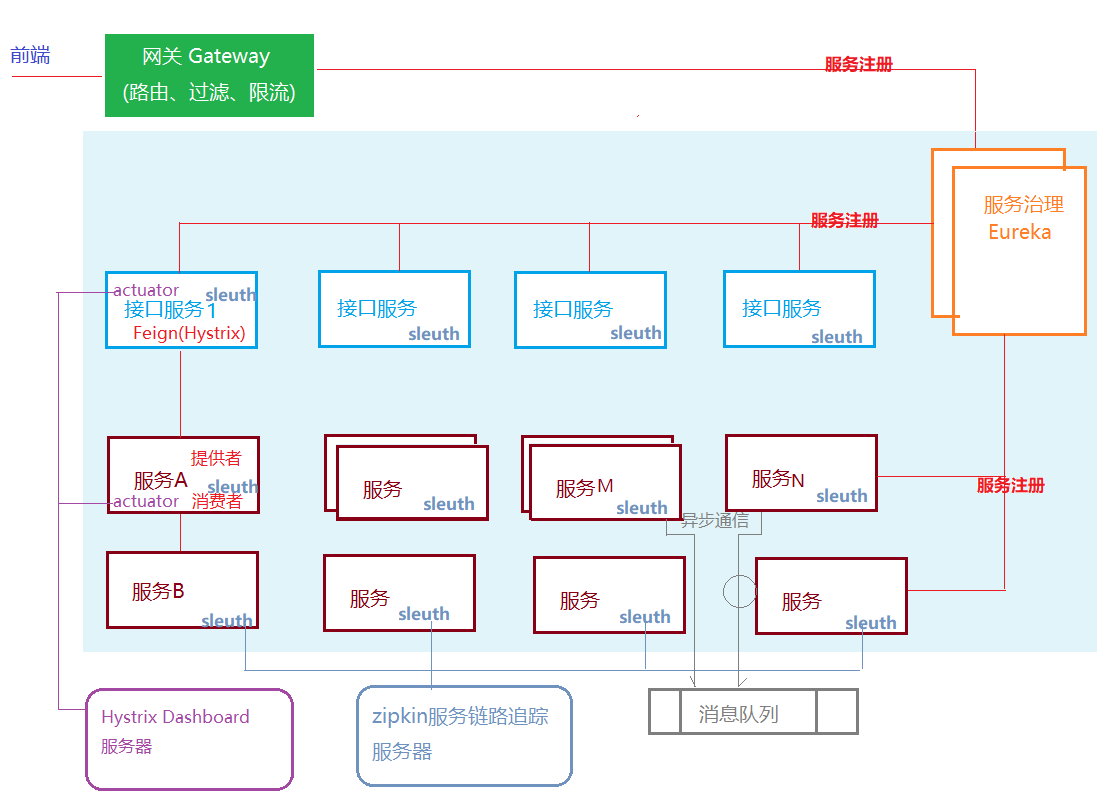 前端
网关 Gateway
(路由、过滤、限流)
服务注册
服务治理
Eureka
服务注册
actuator
sleuth
接口服务1
Feign(Hystrix)
接口服务
sleuth
接口服务
sleuth
接口服务
sleuth
提供者
服务A
sleuth
actuator
消费者
服务
sleuth
服务M
sleuth
服务N
sleuth
服务注册
异步通信
服务B
sleuth
服务
sleuth
服务
sleuth
服务
sleuth
Hystrix Dashboard
服务器
zipkin服务链路追踪
服务器
消息队列